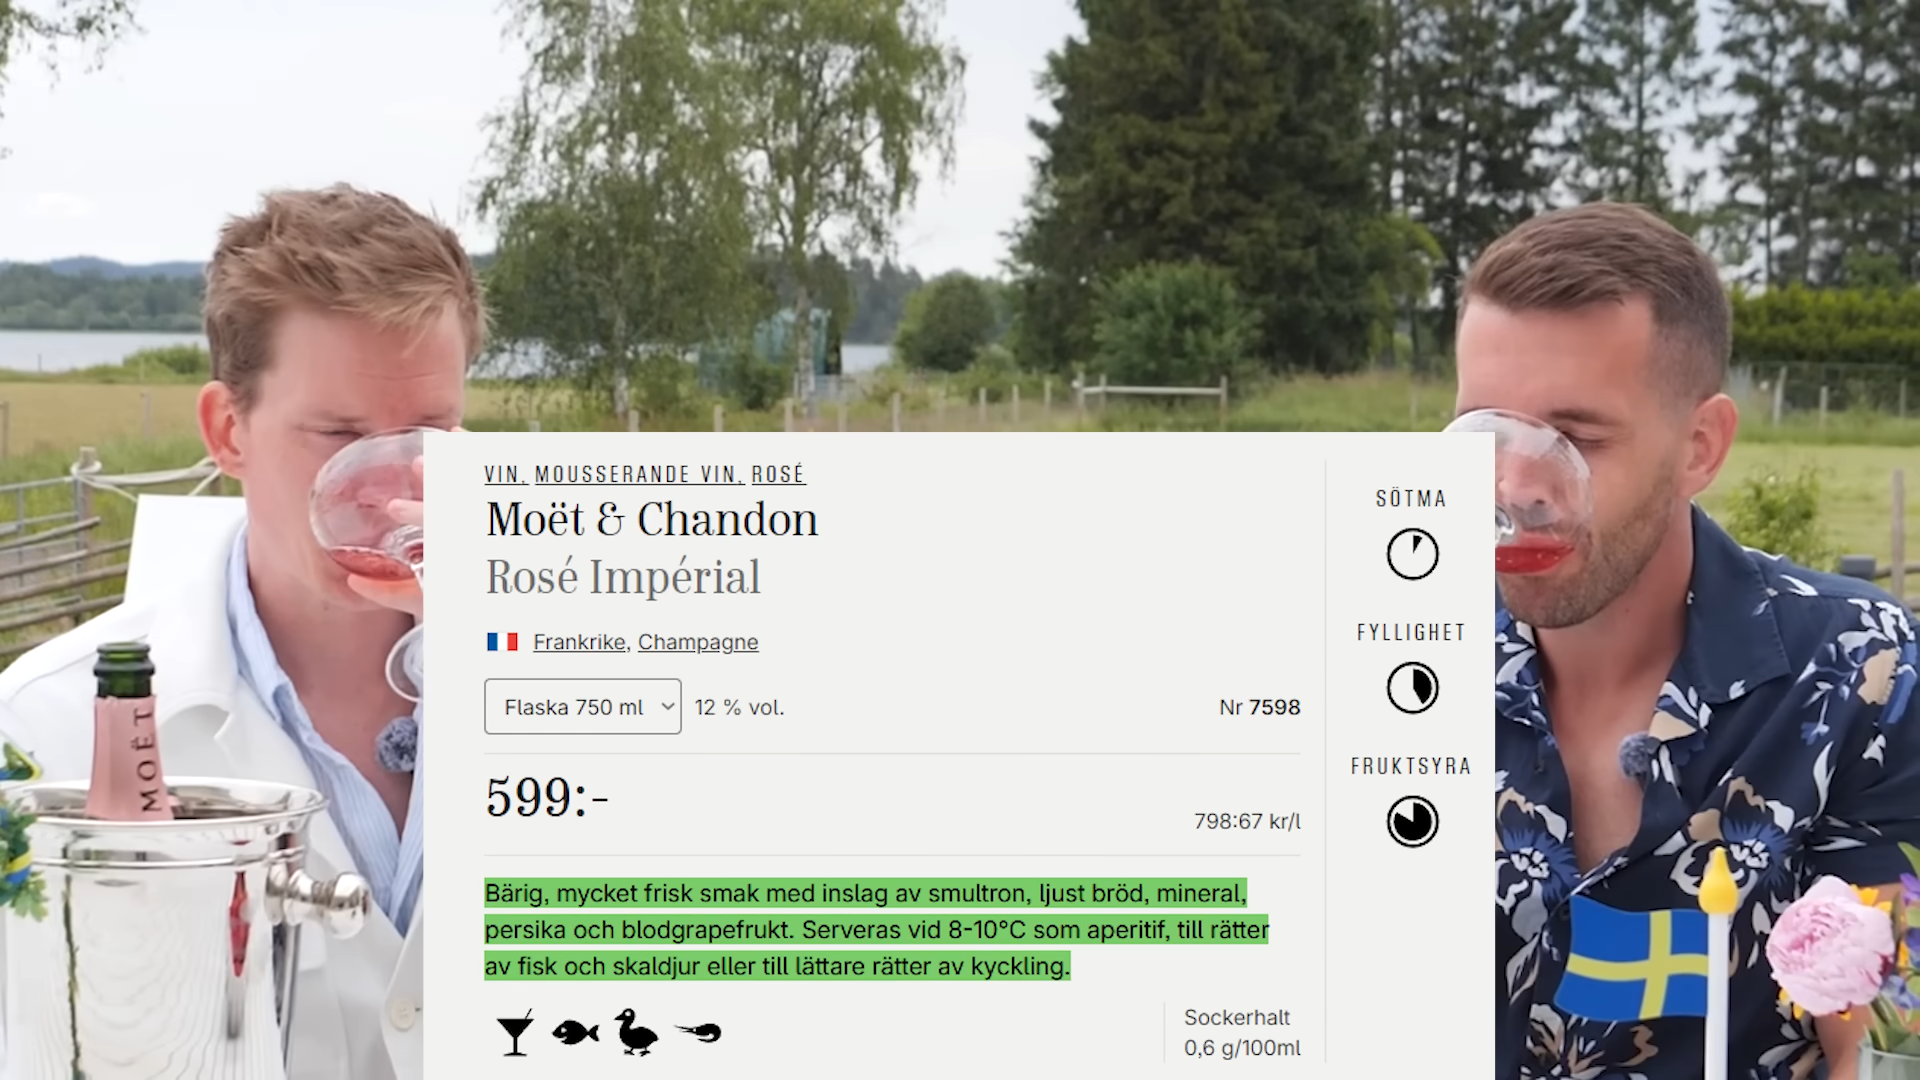 VIN, MOUSSERANDE VIN, ROSÉ
Moët & Chandon
Rosé Impérial
Frankrike, Champagne
Flaska 750 ml
12 % vol.
Nr 7598
599:-
798:67 kr/l
Bärig, mycket frisk smak med inslag av smultron, ljust bröd, mineral,
persika och blodgrapefrukt. Serveras vid 8-10°C som aperitif, till rätter
av fisk och skaldjur eller till lättare rätter av kyckling.
Sockerhalt
0,6 g/100ml
SÖTMA
FYLLIGHET
FRUKTSYRA
MOËT